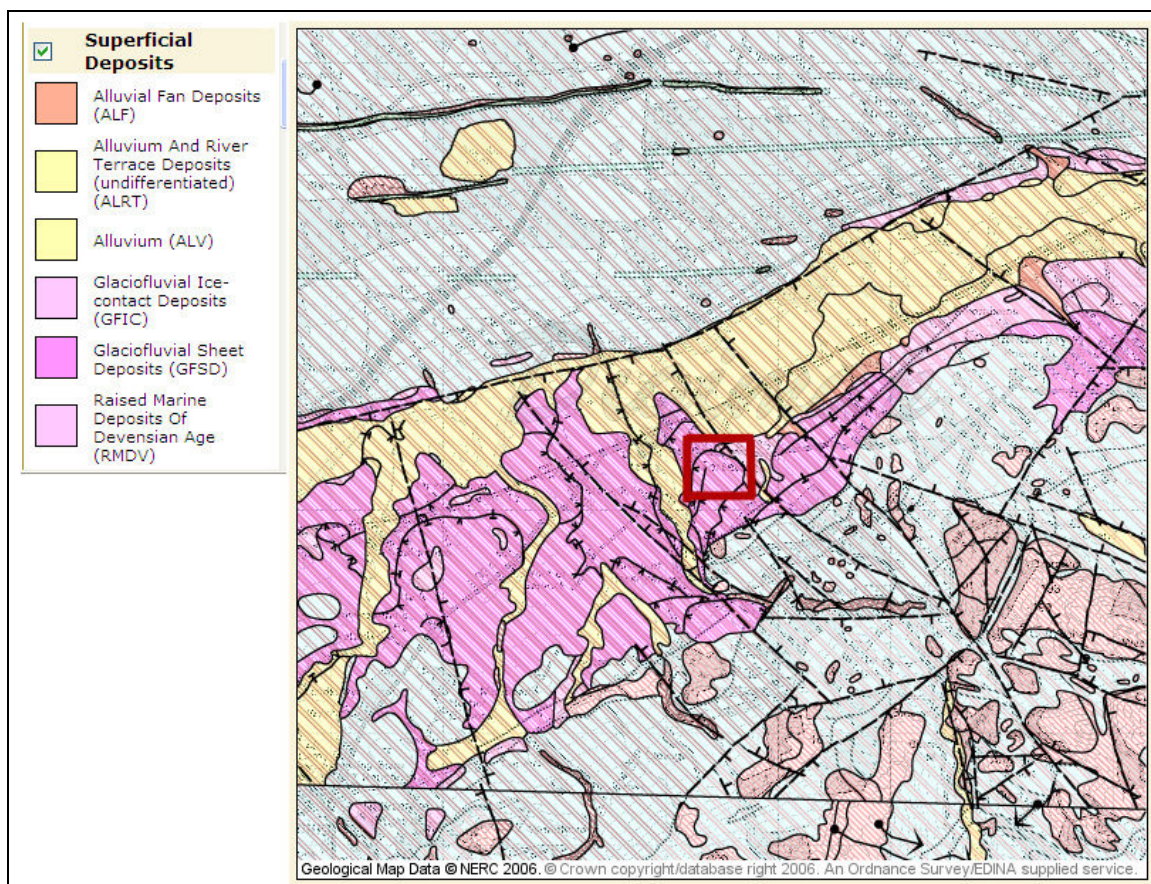 Superficial
Deposits
Alluvial Fan Deposits
(ALF)
Alluvium And River
Terrace Deposits
(undifferentiated)
(ALRT)
Alluvium (ALV)
Glaciofluvial Ice-
contact Deposits
(GFIC)
Glaciofluvial Sheet
Deposits (GFSD)
Raised Marine
Deposits Of
Devensian Age
(RMDV)
Geological Map Data © NERC 2006. © Crown copyright/database right 2006. An Ordnance Survey/EDINA supplied service.